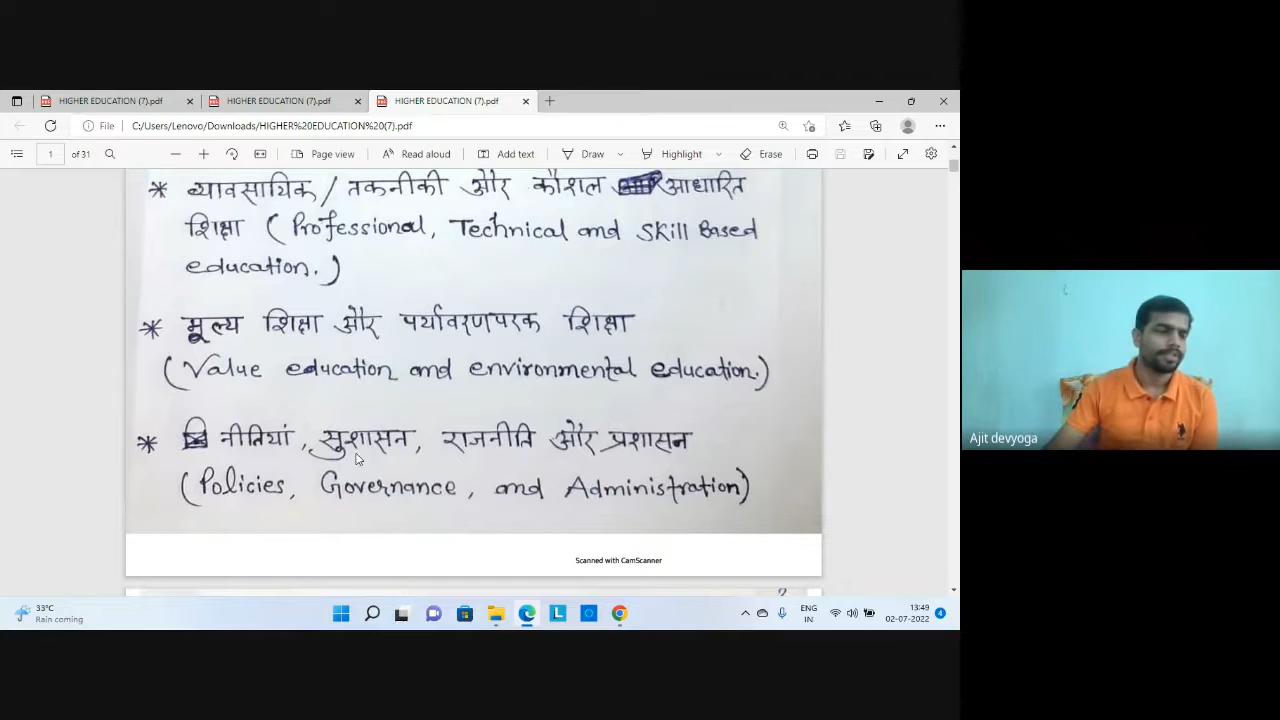 HIGHER EDUCATION (7).pdf
HIGHER EDUCATION (7).pdf
HIGHER EDUCATION (7).pdf
File C:/Users/Lenovo/Downloads/HIGHER%20EDUCATION%20(7).pdf
1 of 31 Page view Read aloud Add text Draw Highlight Erase
* व्यावसायिक / तकनीकी और कौशल आधारित
शिक्षा ( Professional, Technical and Skill Based
education. )
* मूल्य शिक्षा और पर्यावरणपरक शिक्षा
(Value education and environmental education.)
* नीतियां, सुशासन, राजनीति और प्रशासन
(Policies, Governance, and Administration)
Scanned with CamScanner
2
Ajit devyoga
33°C
Rain coming
ENG
IN
13:49
02-07-2022
4